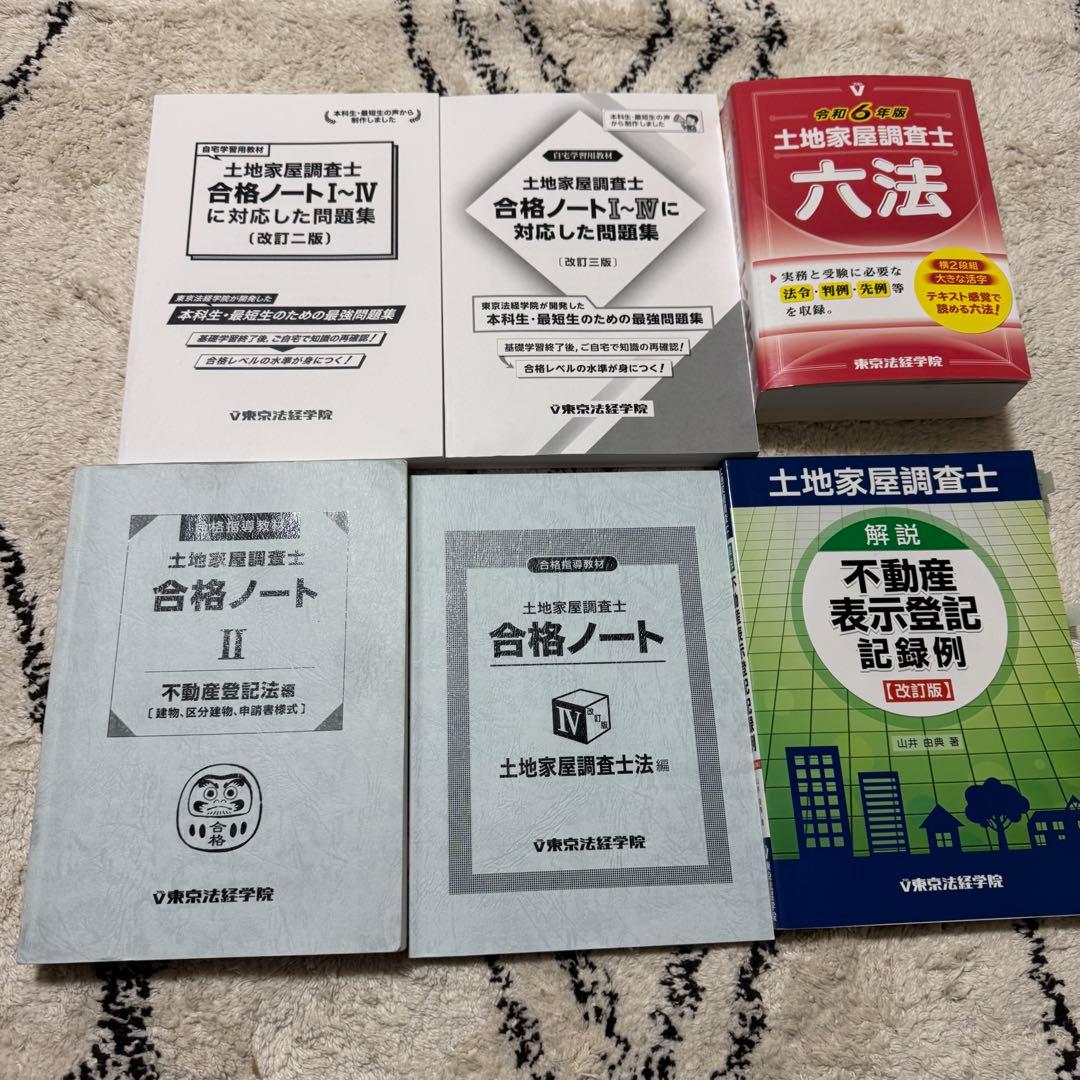 本科生・最短生の声から
制作しました
自宅学習用教材
土地家屋調査士
合格ノートⅠ~Ⅳ
に対応した問題集
〔改訂二版〕
東京法経学院が開発した
本科生・最短生のための最強問題集
基礎学習終了後,ご自宅で知識の再確認!
合格レベルの水準が身につく!
東京法経学院
本科生・最短生の声
から制作しました
自宅学習用教材
土地家屋調査士
合格ノートⅠ~Ⅳに
対応した問題集
〔改訂三版〕
東京法経学院が開発した
本科生・最短生のための最強問題集
基礎学習終了後,ご自宅で知識の再確認!
合格レベルの水準が身につく!
東京法経学院
令和6年版
土地家屋調査士
六法
実務と受験に必要な
法令・判例・先例等
を収録。
横2段組
大きな活字
テキスト感覚で
読める六法!
東京法経学院
合格指導教材
土地家屋調査士
合格ノート
Ⅱ
不動産登記法編
[建物、区分建物、申請書様式]
合格
東京法経学院
合格指導教材
土地家屋調査士
合格ノート
Ⅳ
改訂版
土地家屋調査士法編
東京法経学院
土地家屋調査士
解説
不動産
表示登記
記録例
【改訂版】
山井 由典 著
東京法経学院